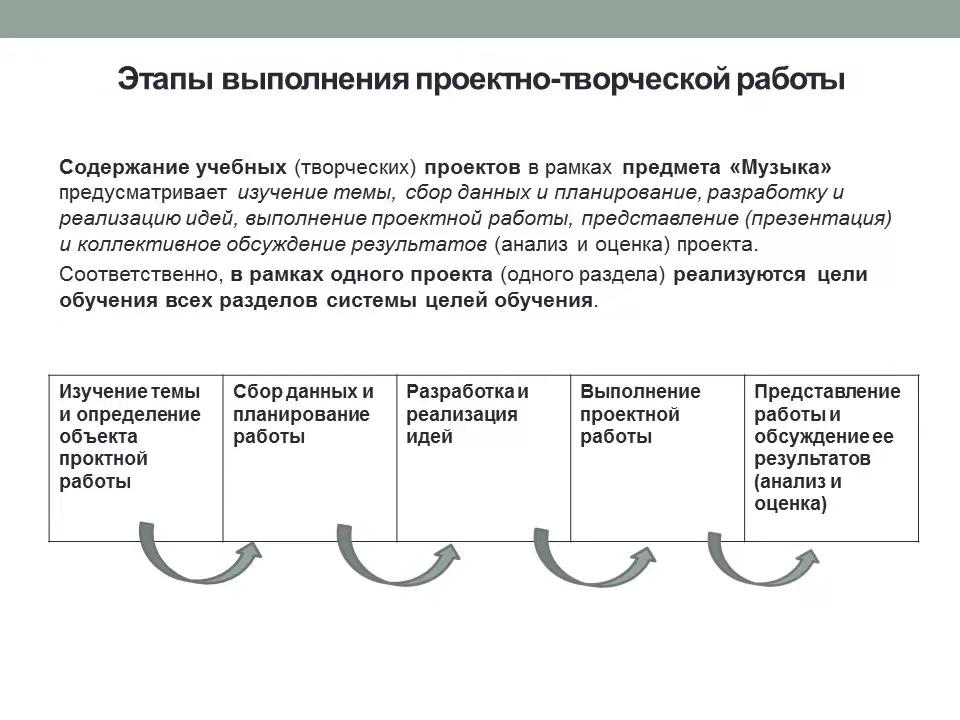 Этапы выполнения проектно-творческой работы
Содержание учебных (творческих) проектов в рамках предмета «Музыка»
предусматривает изучение темы, сбор данных и планирование, разработку и
реализацию идей, выполнение проектной работы, представление (презентация)
и коллективное обсуждение результатов (анализ и оценка) проекта.
Соответственно, в рамках одного проекта (одного раздела) реализуются цели
обучения всех разделов системы целей обучения.
Изучение темы
и определение
объекта
проктной
работы
Сбор данных и
планирование
работы
Разработка и
реализация
идей
Выполнение
проектной
работы
Представление
работы и
обсуждение ее
результатов
(анализ и
оценка)